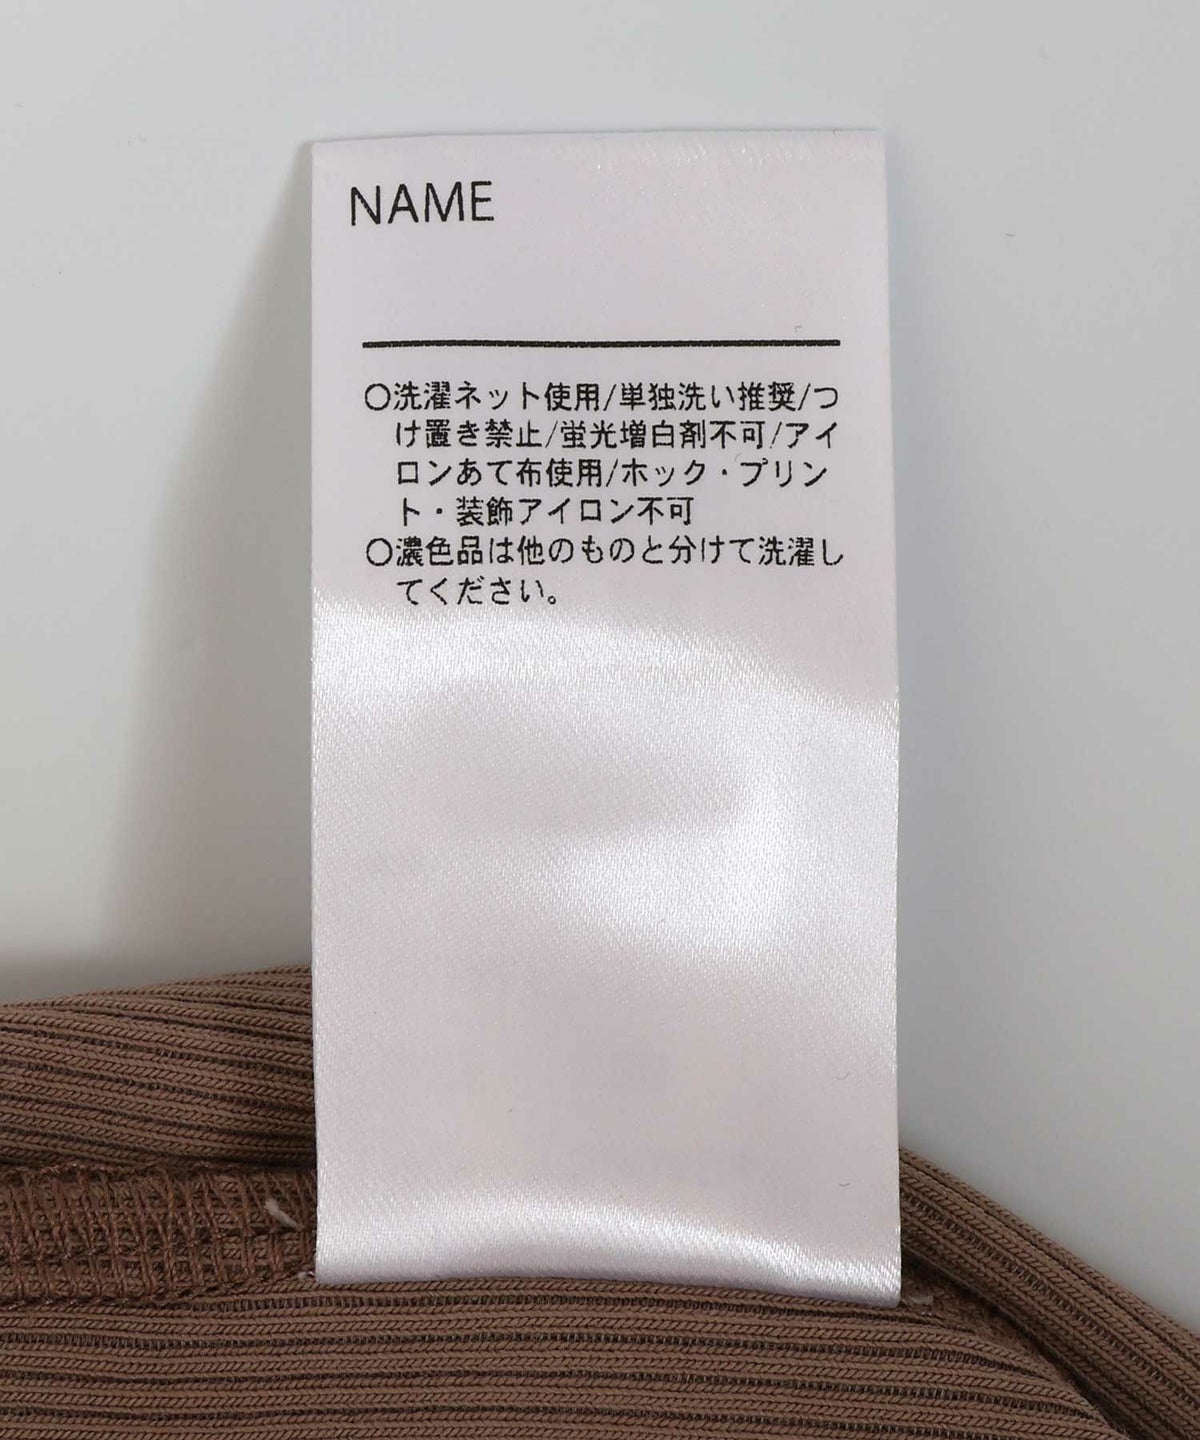 NAME
○洗濯ネット使用/単独洗い推奨/つ
け置き禁止/蛍光増白剤不可/アイ
ロンあて布使用/ホック・プリン
ト・装飾アイロン不可
○濃色品は他のものと分けて洗濯し
てください。